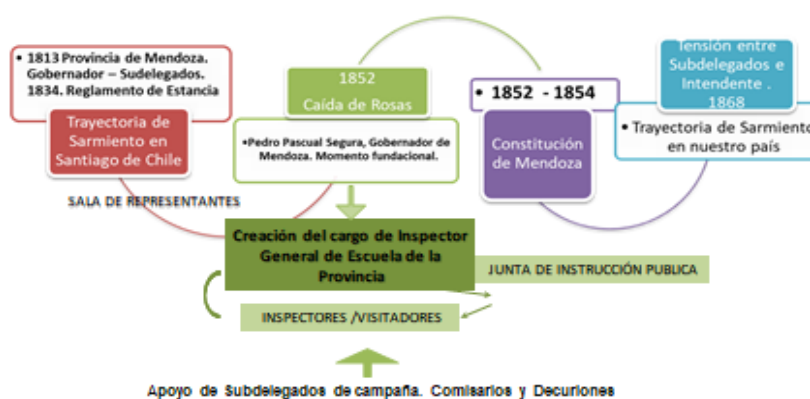 • 1813 Provincia de Mendoza.
Gobernador – Sudelegados.
1834. Reglamento de Estancia
Trayectoria de
Sarmiento en
Santiago de Chile
SALA DE REPRESENTANTES
1852
Caída de Rosas
•Pedro Pascual Segura, Gobernador de
Mendoza. Momento fundacional.
• 1852 - 1854
Constitución
de Mendoza
Tensión entre
Subdelegados e
Intendente .
1868
• Trayectoria de Sarmiento
en nuestro país
Creación del cargo de Inspector
General de Escuela de la
Provincia
JUNTA DE INSTRUCCIÓN PUBLICA
INSPECTORES /VISITADORES
Apoyo de Subdelegados de campaña. Comisarios y Decuriones